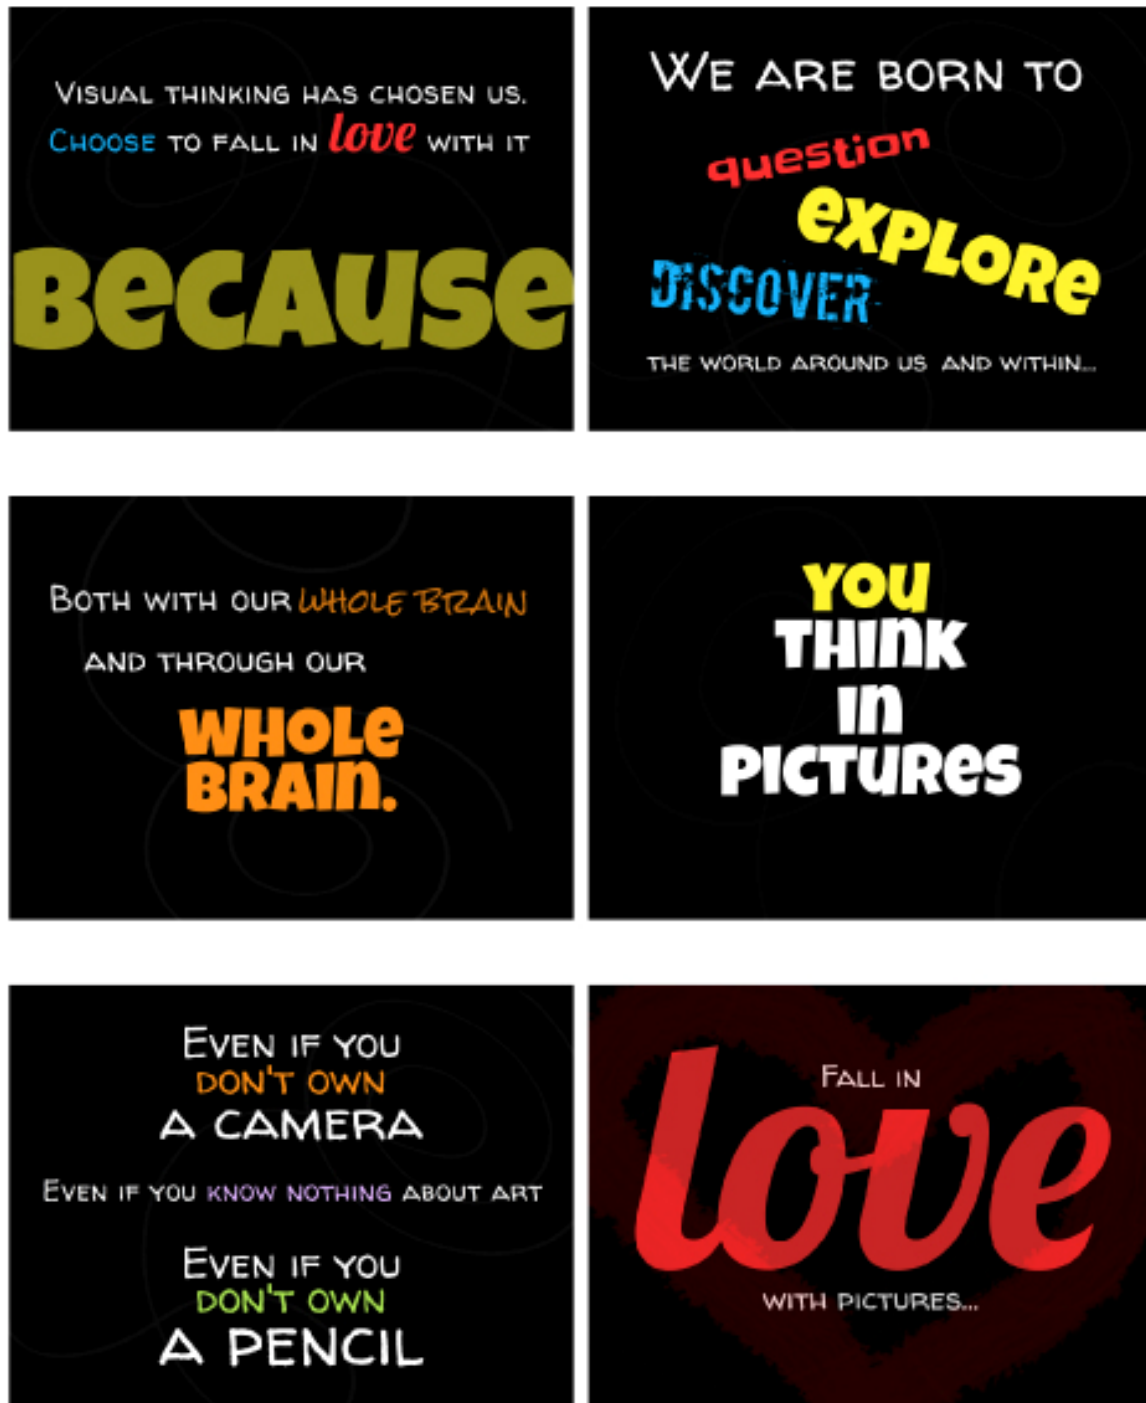 Visual thinking has chosen us.
Choose to fall in love with it
Because
We are born to
question
explore
DISCOVER
the world around us and within...
Both with our whole brain
and through our
whole
brain.
you
think
in
pictures
Even if you
don't own
a camera
Even if you know nothing about art
Even if you
don't own
a pencil
Fall in
love
with pictures...